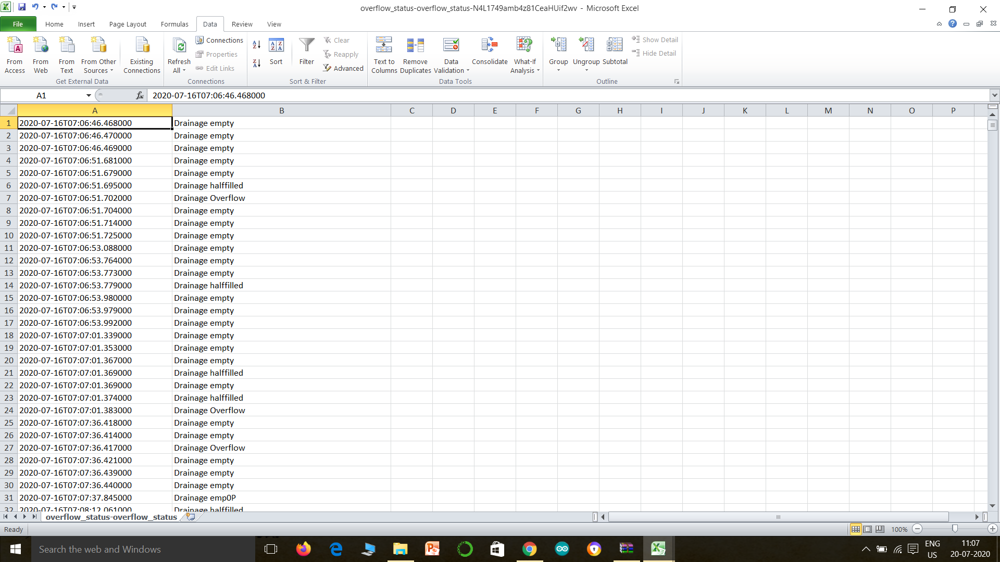 overflow_status-overflow_status-N4L1749amb4z81CeaHUif2wv - Microsoft Excel
File Home Insert Page Layout Formulas Data Review View
From Access From Web From Text From Other Sources Existing Connections
Get External Data
Refresh All Connections Properties Edit Links
Connections
Sort Filter Clear Reapply Advanced
Sort & Filter
Text to Columns Remove Duplicates Data Validation Consolidate What-If Analysis
Data Tools
Group Ungroup Subtotal Show Detail Hide Detail
Outline
A1 fx 2020-07-16T07:06:46.468000
A B C D E F G H I J K L M N O P
1 2020-07-16T07:06:46.468000 Drainage empty
2 2020-07-16T07:06:46.470000 Drainage empty
3 2020-07-16T07:06:46.469000 Drainage empty
4 2020-07-16T07:06:51.681000 Drainage empty
5 2020-07-16T07:06:51.679000 Drainage empty
6 2020-07-16T07:06:51.695000 Drainage halffilled
7 2020-07-16T07:06:51.702000 Drainage Overflow
8 2020-07-16T07:06:51.704000 Drainage empty
9 2020-07-16T07:06:51.714000 Drainage empty
10 2020-07-16T07:06:51.725000 Drainage empty
11 2020-07-16T07:06:53.088000 Drainage empty
12 2020-07-16T07:06:53.764000 Drainage empty
13 2020-07-16T07:06:53.773000 Drainage empty
14 2020-07-16T07:06:53.779000 Drainage halffilled
15 2020-07-16T07:06:53.980000 Drainage empty
16 2020-07-16T07:06:53.979000 Drainage empty
17 2020-07-16T07:06:53.992000 Drainage empty
18 2020-07-16T07:07:01.339000 Drainage empty
19 2020-07-16T07:07:01.353000 Drainage empty
20 2020-07-16T07:07:01.367000 Drainage empty
21 2020-07-16T07:07:01.369000 Drainage halffilled
22 2020-07-16T07:07:01.369000 Drainage empty
23 2020-07-16T07:07:01.374000 Drainage halffilled
24 2020-07-16T07:07:01.383000 Drainage Overflow
25 2020-07-16T07:07:36.418000 Drainage empty
26 2020-07-16T07:07:36.414000 Drainage empty
27 2020-07-16T07:07:36.417000 Drainage Overflow
28 2020-07-16T07:07:36.421000 Drainage empty
29 2020-07-16T07:07:36.439000 Drainage empty
30 2020-07-16T07:07:36.440000 Drainage empty
31 2020-07-16T07:07:37.845000 Drainage emp0P
32 2020-07-16T07:08:12.061000 Drainage halffilled
overflow_status-overflow_status
Ready 100%
Search the web and Windows
ENG US
11:07
20-07-2020